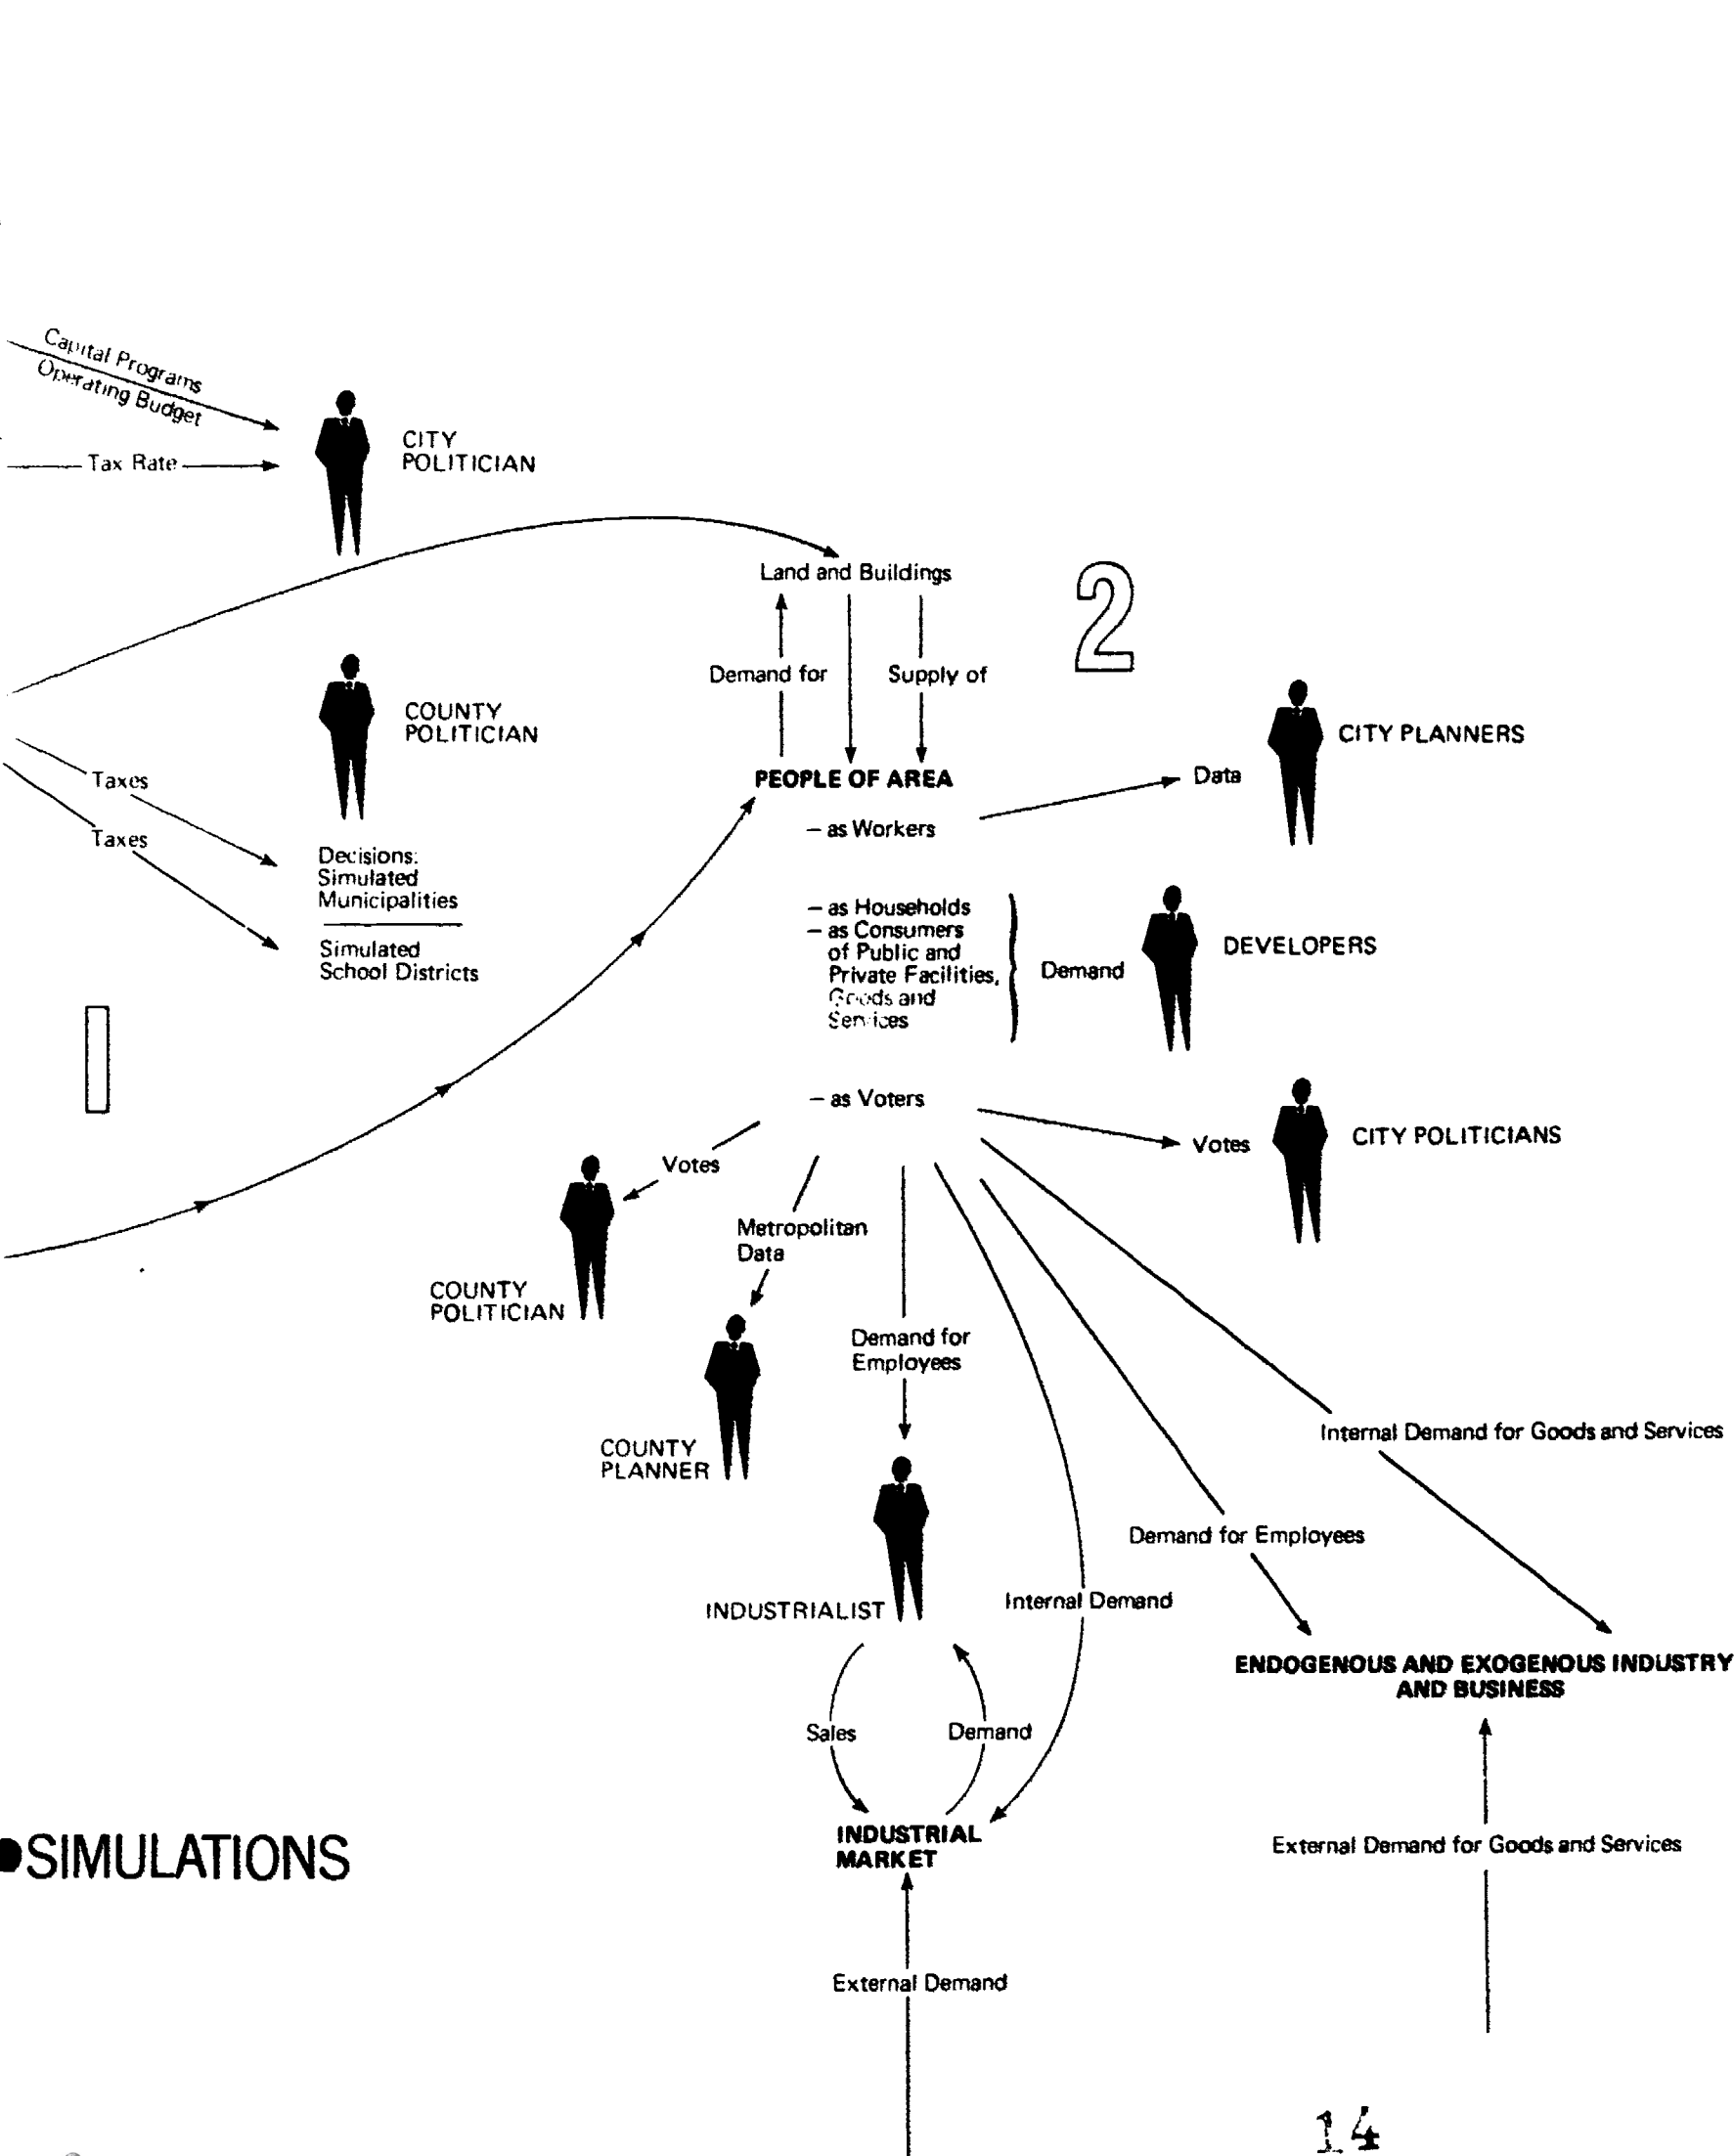 Capital Programs
Operating Budget
Tax Rate
CITY
POLITICIAN
Land and Buildings
2
Demand for
Supply of
COUNTY
POLITICIAN
CITY PLANNERS
Taxes
PEOPLE OF AREA
Data
– as Workers
Taxes
Decisions:
Simulated
Municipalities
Simulated
School Districts
– as Households
– as Consumers
of Public and
Private Facilities,
Goods and
Services
Demand
DEVELOPERS
– as Voters
Votes
CITY POLITICIANS
Votes
Metropolitan
Data
COUNTY
POLITICIAN
Demand for
Employees
COUNTY
PLANNER
Internal Demand for Goods and Services
Demand for Employees
INDUSTRIALIST
Internal Demand
ENDOGENOUS AND EXOGENOUS INDUSTRY
AND BUSINESS
Sales
Demand
INDUSTRIAL
MARKET
External Demand for Goods and Services
SIMULATIONS
External Demand
14